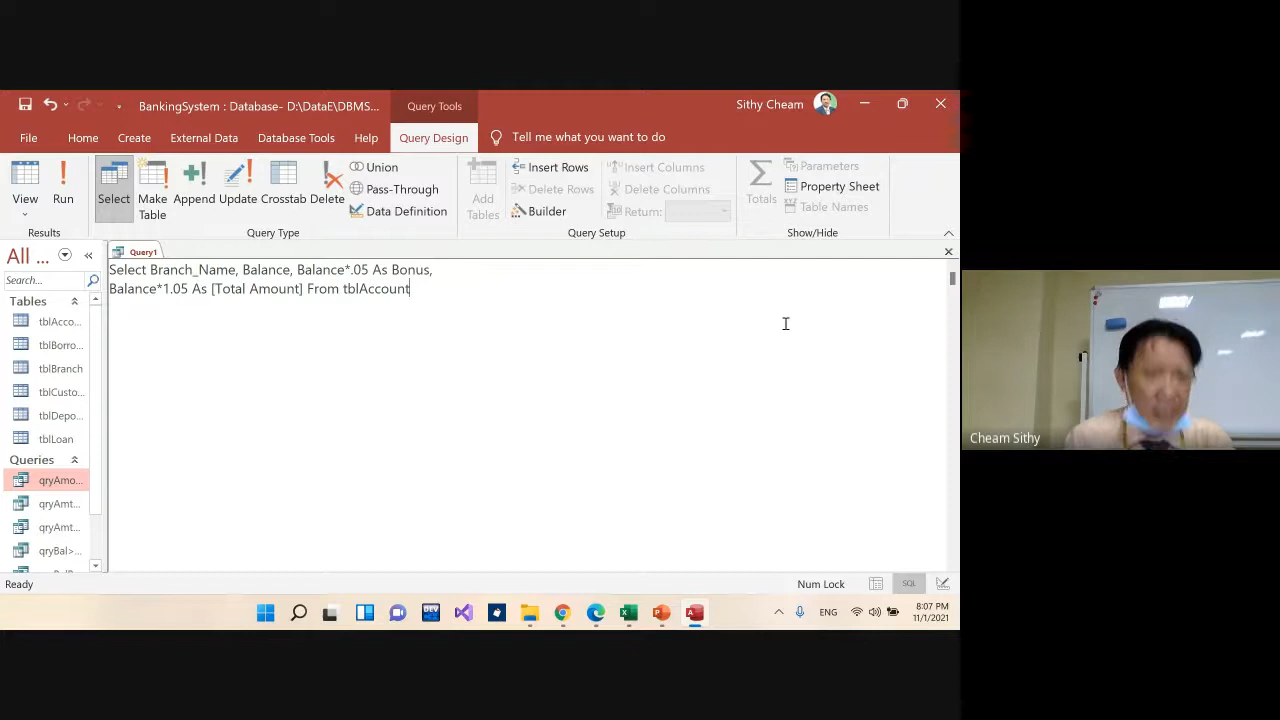 BankingSystem : Database- D:\DataE\DBMS...
Query Tools
Sithy Cheam
File
Home
Create
External Data
Database Tools
Help
Query Design
Tell me what you want to do
View
Run
Select
Make
Table
Append
Update
Crosstab
Delete
Union
Pass-Through
Data Definition
Add
Tables
Insert Rows
Delete Rows
Builder
Insert Columns
Delete Columns
Return:
Totals
Parameters
Property Sheet
Table Names
Results
Query Type
Query Setup
Show/Hide
All ...
Query1
Search...
Tables
tblAcco...
tblBorro...
tblBranch
tblCusto...
tblDepo...
tblLoan
Queries
qryAmo...
qryAmt...
qryAmt...
qryBal>...
Select Branch_Name, Balance, Balance*.05 As Bonus,
Balance*1.05 As [Total Amount] From tblAccount
Ready
Num Lock
SQL
DEV
ENG
8:07 PM
11/1/2021
Cheam Sithy